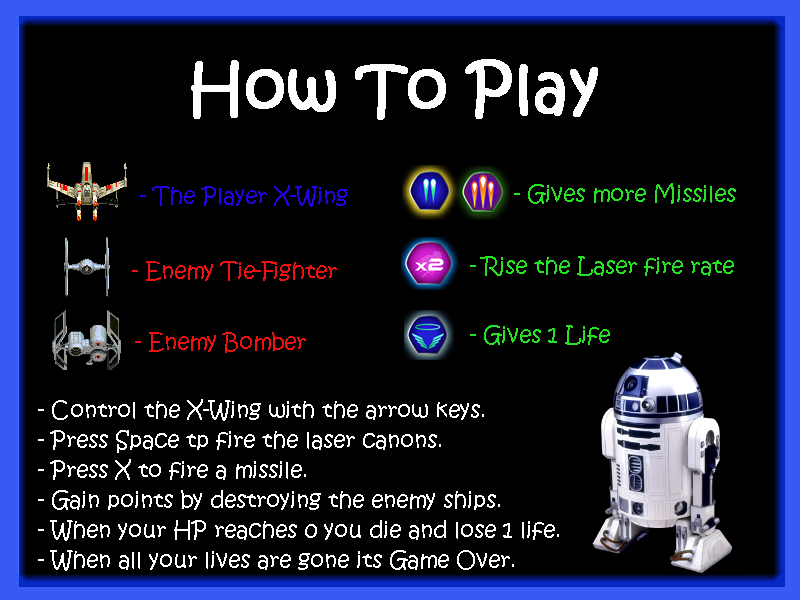 How To Play
- The Player X-Wing
- Enemy Tie-Fighter
- Enemy Bomber
- Gives more Missiles
x2
- Rise the Laser fire rate
- Gives 1 Life
- Control the X-Wing with the arrow keys.
- Press Space tp fire the laser canons.
- Press X to fire a missile.
- Gain points by destroying the enemy ships.
- When your HP reaches 0 you die and lose 1 life.
- When all your lives are gone its Game Over.